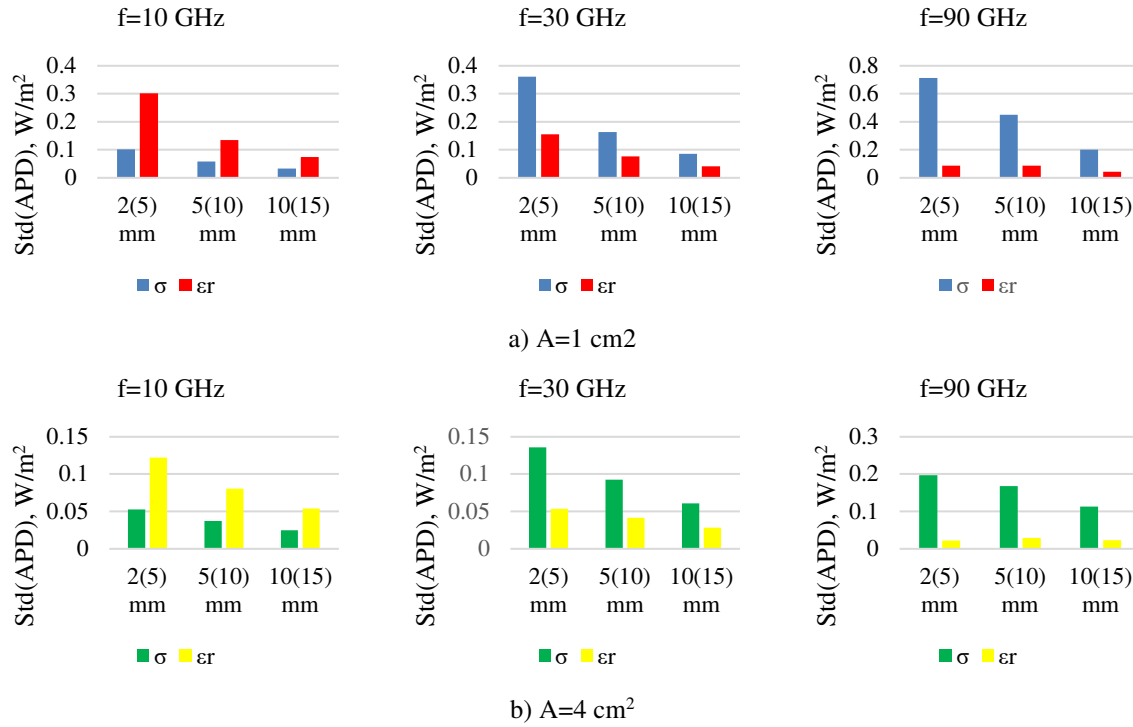 f=10 GHz
Std(APD), W/m²
0.4
0.3
0.2
0.1
0
2(5) 5(10) 10(15)
mm mm mm
σ εr
f=30 GHz
Std(APD), W/m²
0.4
0.3
0.2
0.1
0
2(5) 5(10) 10(15)
mm mm mm
σ εr
f=90 GHz
Std(APD), W/m²
0.8
0.6
0.4
0.2
0
2(5) 5(10) 10(15)
mm mm mm
σ εr
a) A=1 cm2
f=10 GHz
Std(APD), W/m²
0.15
0.1
0.05
0
2(5) 5(10) 10(15)
mm mm mm
σ εr
f=30 GHz
Std(APD), W/m²
0.15
0.1
0.05
0
2(5) 5(10) 10(15)
mm mm mm
σ εr
f=90 GHz
Std(APD), W/m²
0.3
0.2
0.1
0
2(5) 5(10) 10(15)
mm mm mm
σ εr
b) A=4 cm²